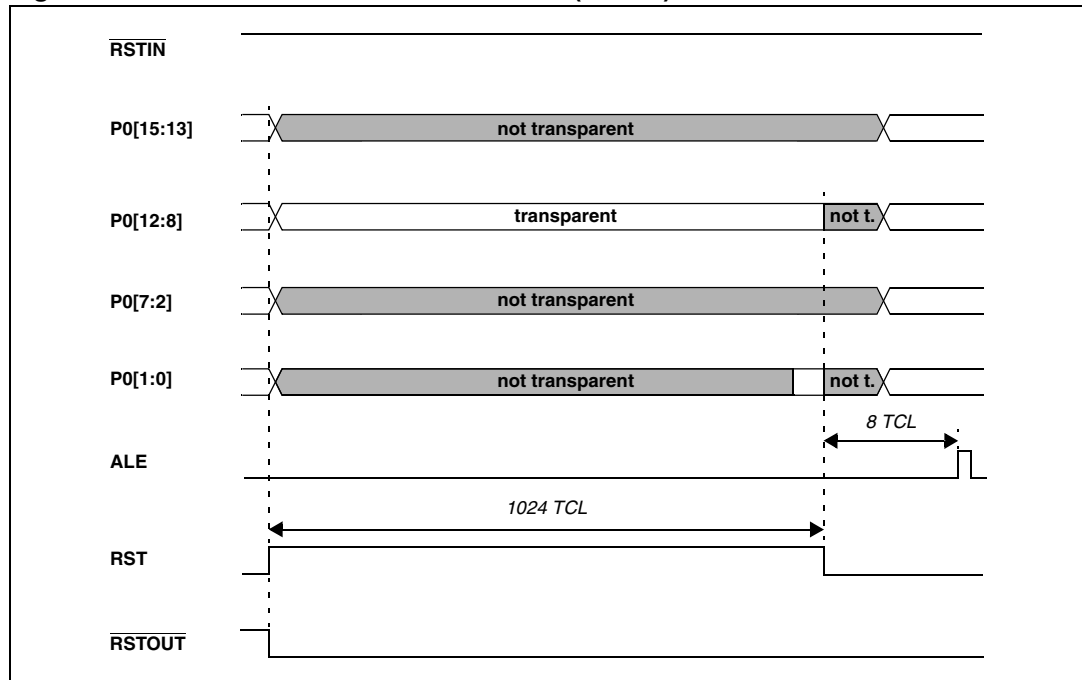 RSTIN
P0[15:13]
not transparent
P0[12:8]
transparent
not t.
P0[7:2]
not transparent
P0[1:0]
not transparent
not t.
8 TCL
ALE
1024 TCL
RST
RSTOUT